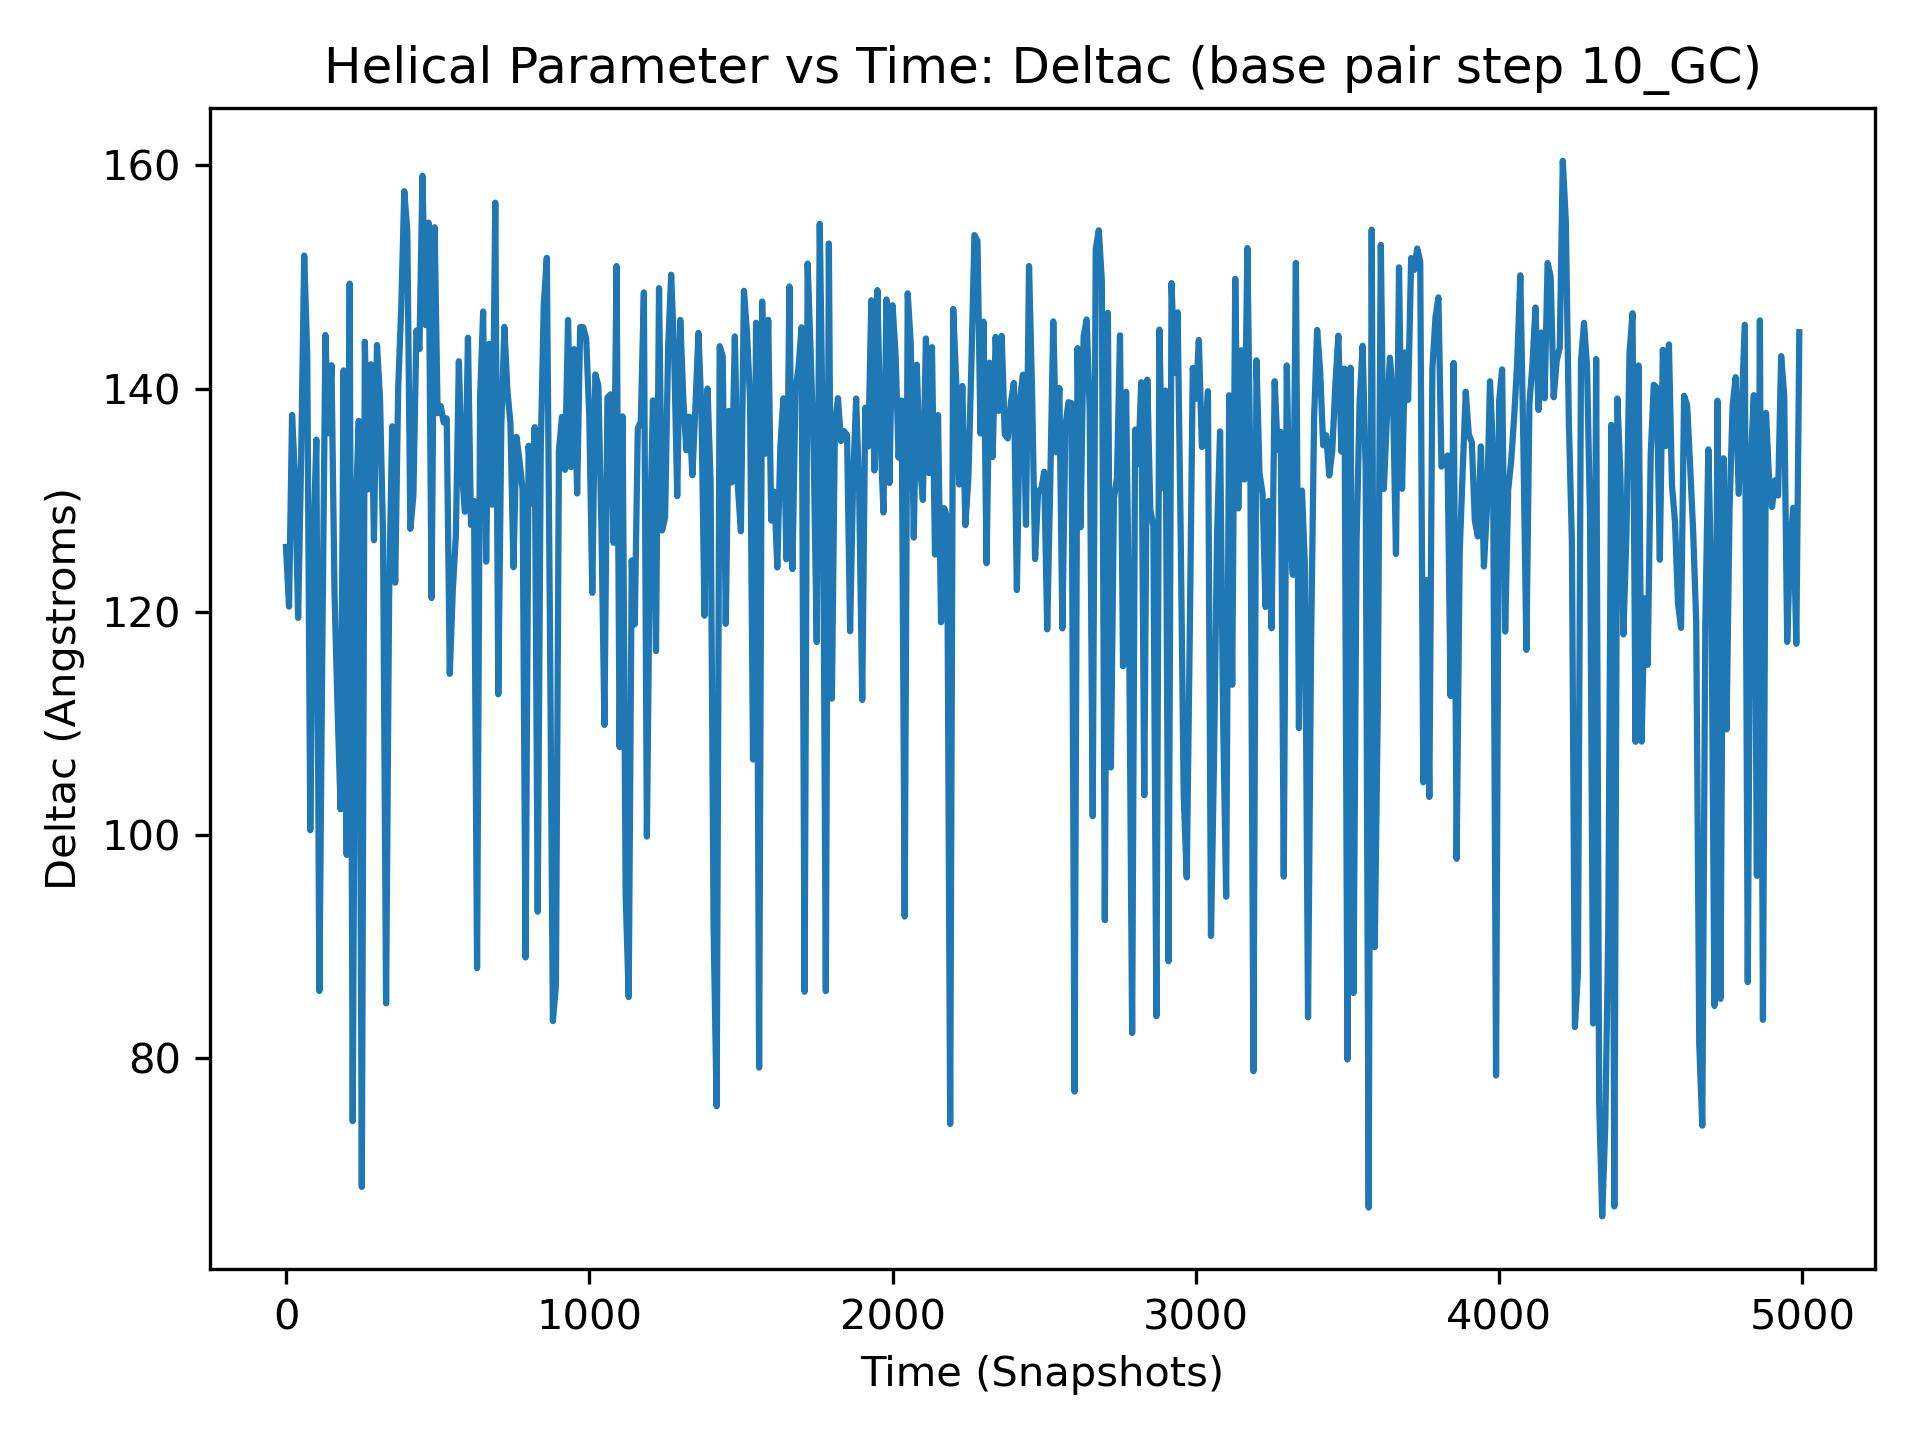 Helical Parameter vs Time: Deltac (base pair step 10_GC)
160
140
120
100
80
Deltac (Angstroms)
0 1000 2000 3000 4000 5000
Time (Snapshots)